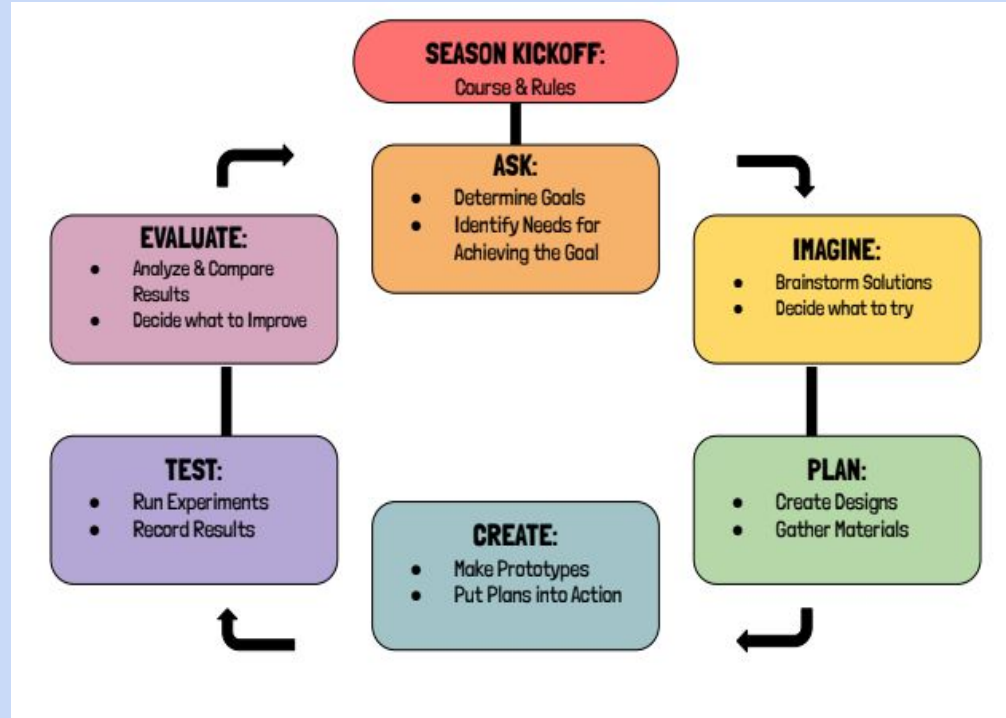 SEASON KICKOFF:
Course & Rules
ASK:
● Determine Goals
● Identify Needs for
Achieving the Goal
IMAGINE:
● Brainstorm Solutions
● Decide what to try
PLAN:
● Create Designs
● Gather Materials
CREATE:
● Make Prototypes
● Put Plans into Action
TEST:
● Run Experiments
● Record Results
EVALUATE:
● Analyze & Compare
Results
● Decide what to Improve